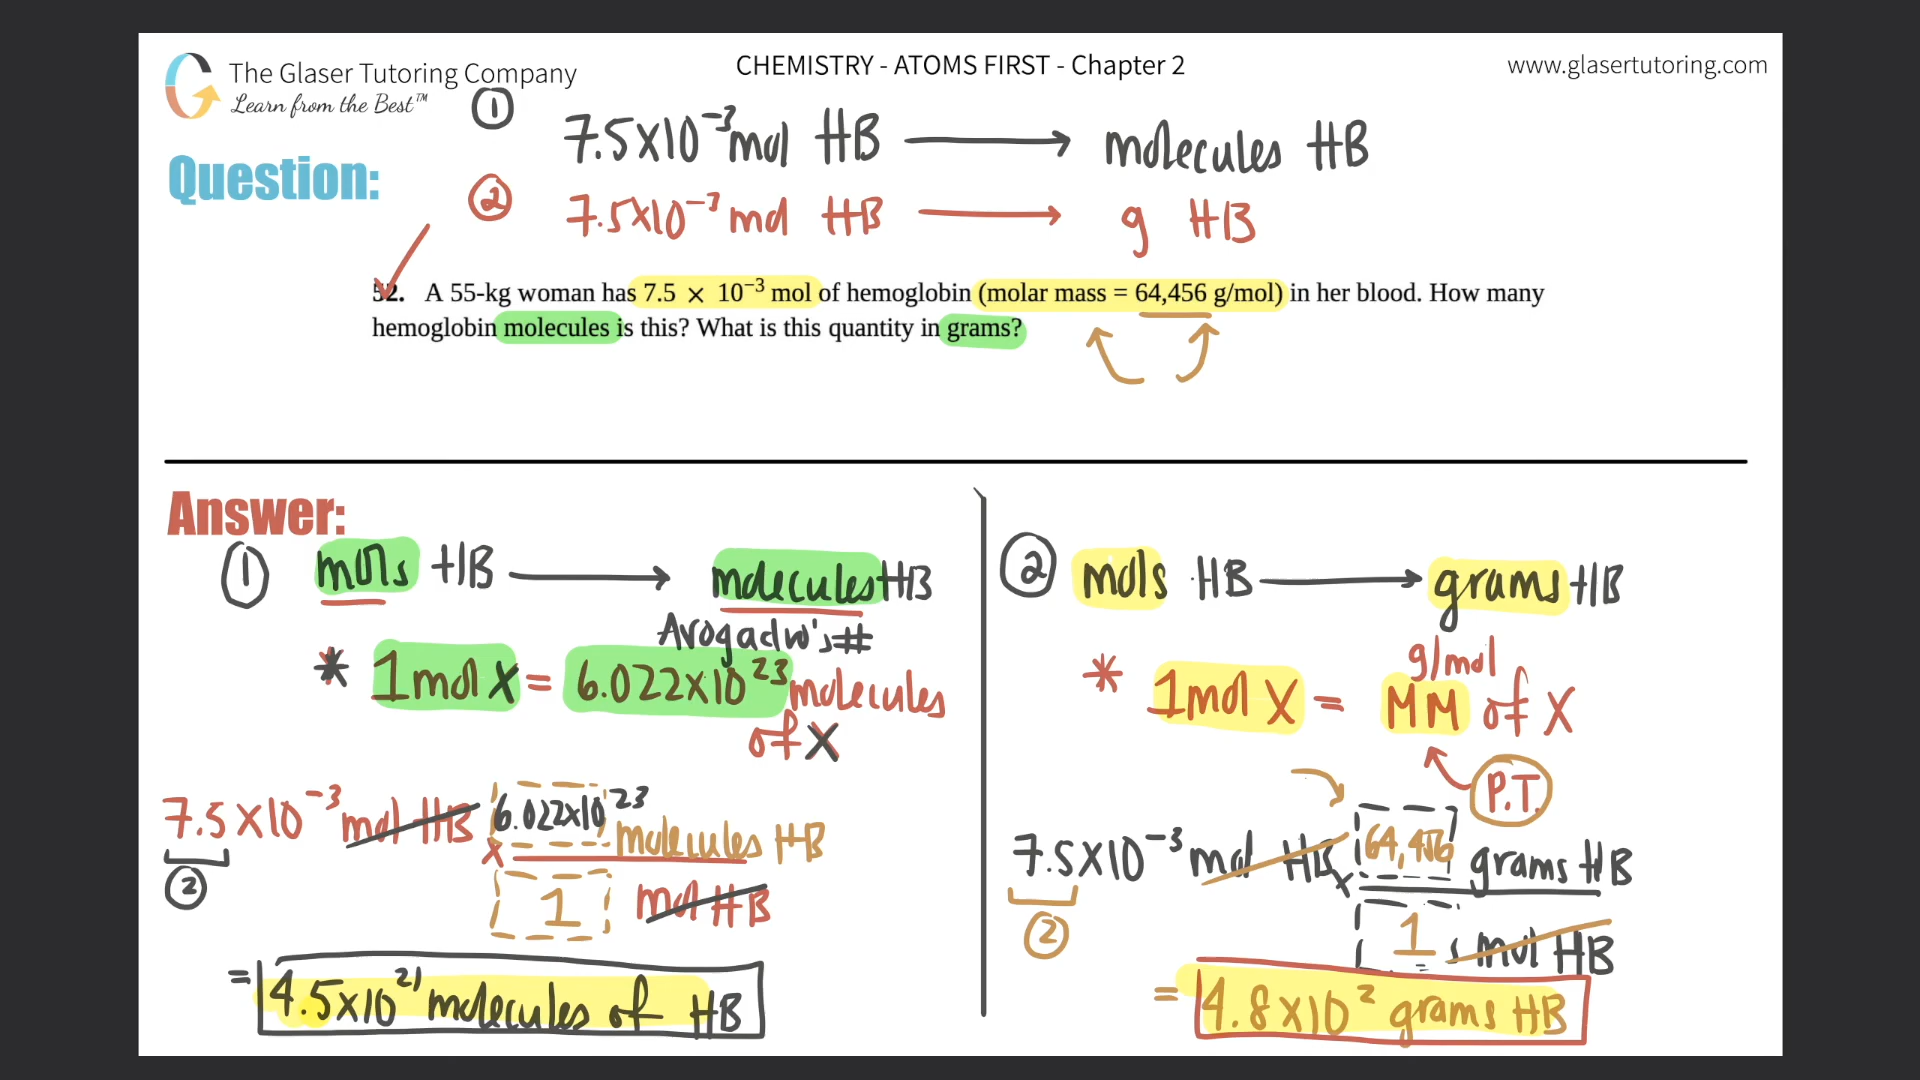 The Glaser Tutoring Company
Learn from the Best™
CHEMISTRY - ATOMS FIRST - Chapter 2
www.glasertutoring.com
① 7.5x10⁻³ mol HB → molecules HB
Question:
② 7.5x10⁻³ mol HB → g HB
52. A 55-kg woman has 7.5 × 10⁻³ mol of hemoglobin (molar mass = 64,456 g/mol) in her blood. How many
hemoglobin molecules is this? What is this quantity in grams?
Answer:
① mols HB → molecules HB
Avogadro's #
* 1 mol X = 6.022x10²³ molecules
of X
7.5x10⁻³ mol HB x 6.022x10²³ molecules HB
② 1 mol HB
= 4.5x10²¹ molecules of HB
② mols HB → grams HB
g/mol
* 1 mol X = MM of X
P.T.
7.5x10⁻³ mol HB x 64,456 grams HB
② 1 mol HB
= 4.8x10² grams HB